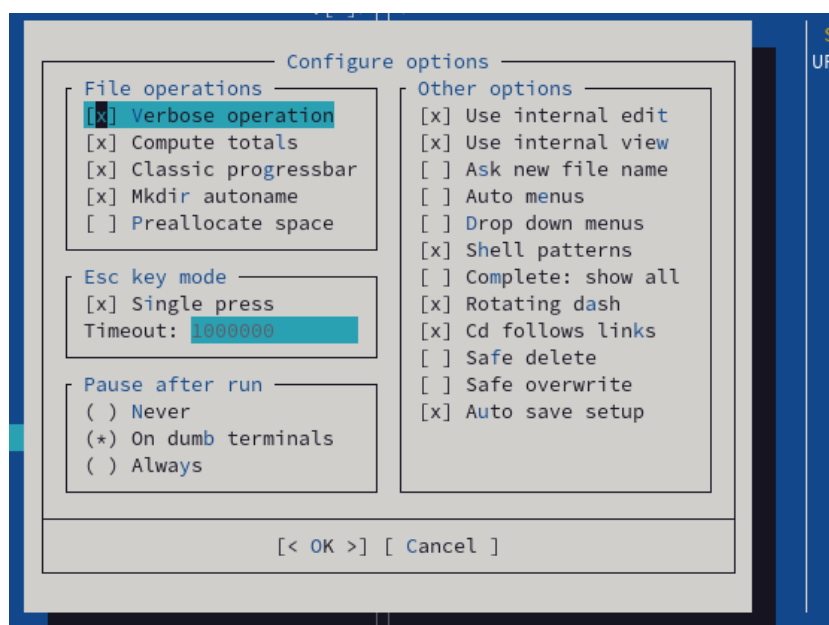 Configure options
File operations
[x] Verbose operation
[x] Compute totals
[x] Classic progressbar
[x] Mkdir autoname
[ ] Preallocate space
Esc key mode
[x] Single press
Timeout: 1000000
Pause after run
( ) Never
(*) On dumb terminals
( ) Always
Other options
[x] Use internal edit
[x] Use internal view
[ ] Ask new file name
[ ] Auto menus
[ ] Drop down menus
[x] Shell patterns
[ ] Complete: show all
[x] Rotating dash
[x] Cd follows links
[ ] Safe delete
[ ] Safe overwrite
[x] Auto save setup
[< OK >] [ Cancel ]